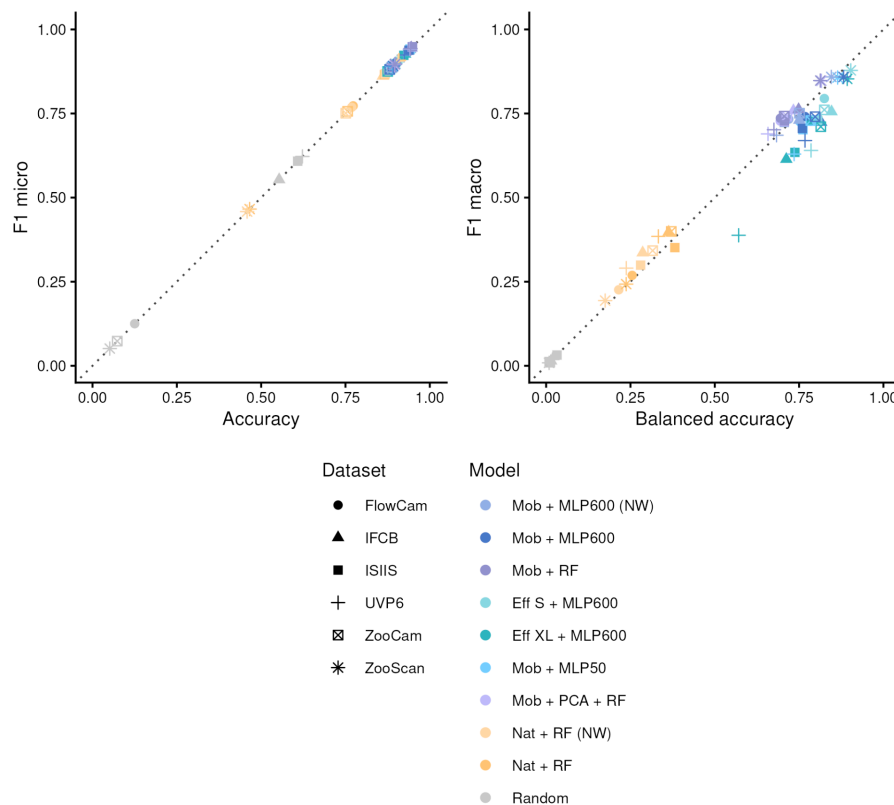 1.00
0.75
0.50
0.25
0.00
F1 micro
0.00 0.25 0.50 0.75 1.00
Accuracy
1.00
0.75
0.50
0.25
0.00
F1 macro
0.00 0.25 0.50 0.75 1.00
Balanced accuracy
Dataset
FlowCam
IFCB
ISIIS
UVP6
ZooCam
ZooScan
Model
Mob + MLP600 (NW)
Mob + MLP600
Mob + RF
Eff S + MLP600
Eff XL + MLP600
Mob + MLP50
Mob + PCA + RF
Nat + RF (NW)
Nat + RF
Random